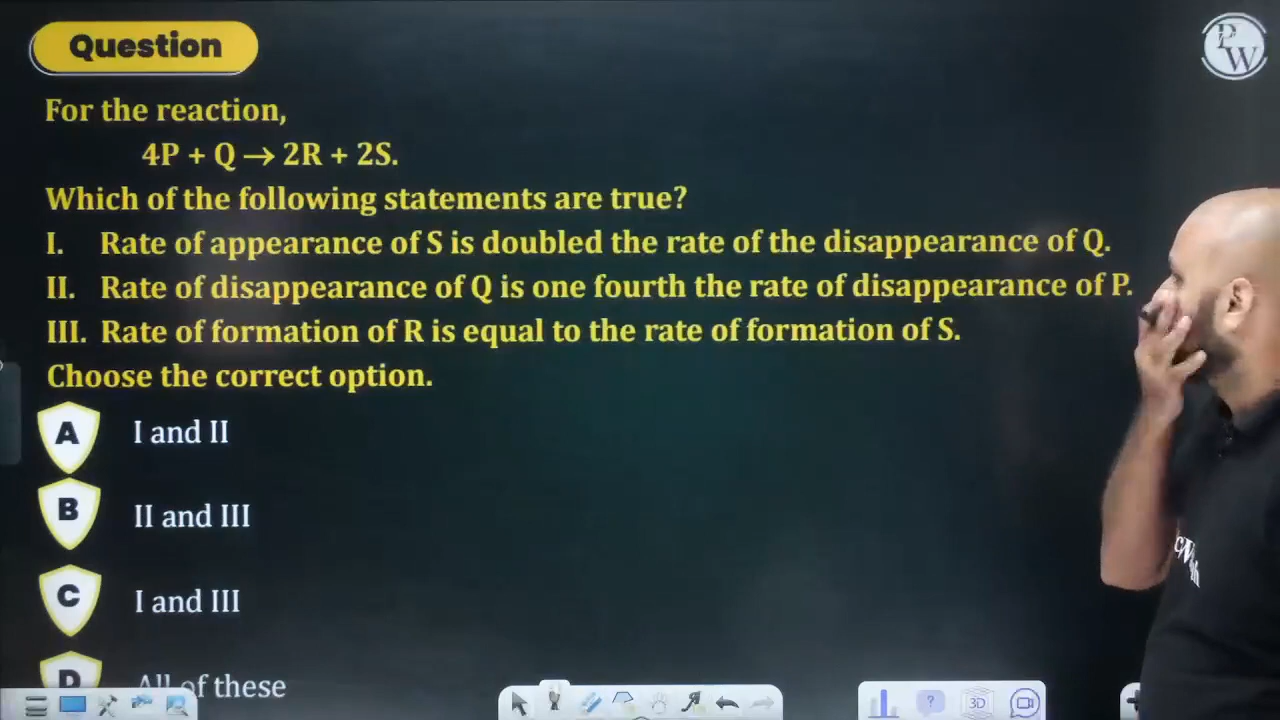 Question
PW
For the reaction,
4P + Q → 2R + 2S.
Which of the following statements are true?
I. Rate of appearance of S is doubled the rate of the disappearance of Q.
II. Rate of disappearance of Q is one fourth the rate of disappearance of P.
III. Rate of formation of R is equal to the rate of formation of S.
Choose the correct option.
A I and II
B II and III
C I and III
D All of these
3D